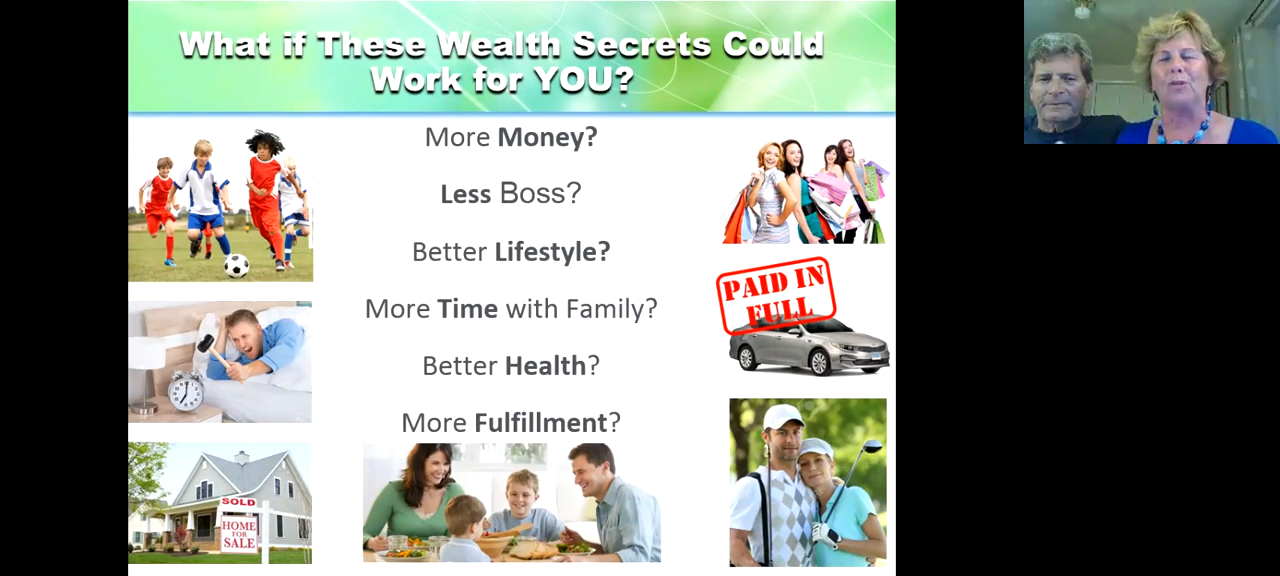 What if These Wealth Secrets Could
Work for YOU?
More Money?
Less Boss?
Better Lifestyle?
More Time with Family?
Better Health?
More Fulfillment?
PAID IN
FULL
SOLD
HOME
FOR
SALE